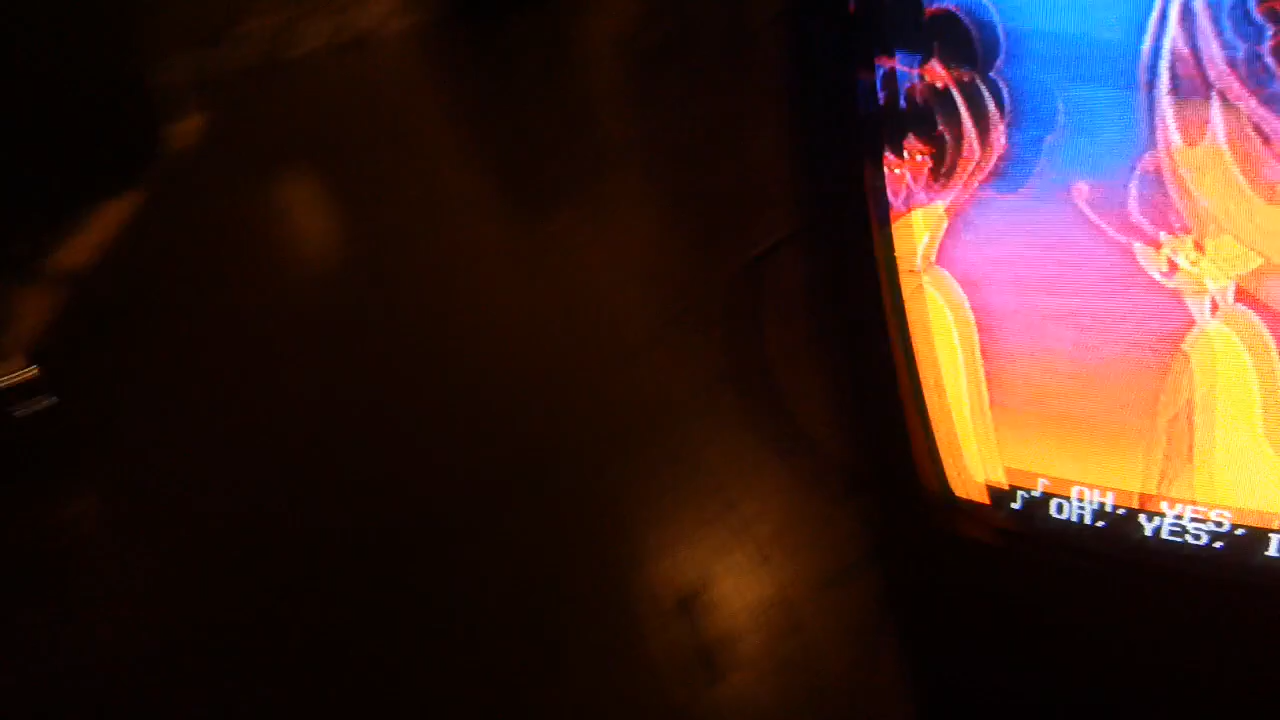 ♪ OH, YES,
♪ OH, YES, I